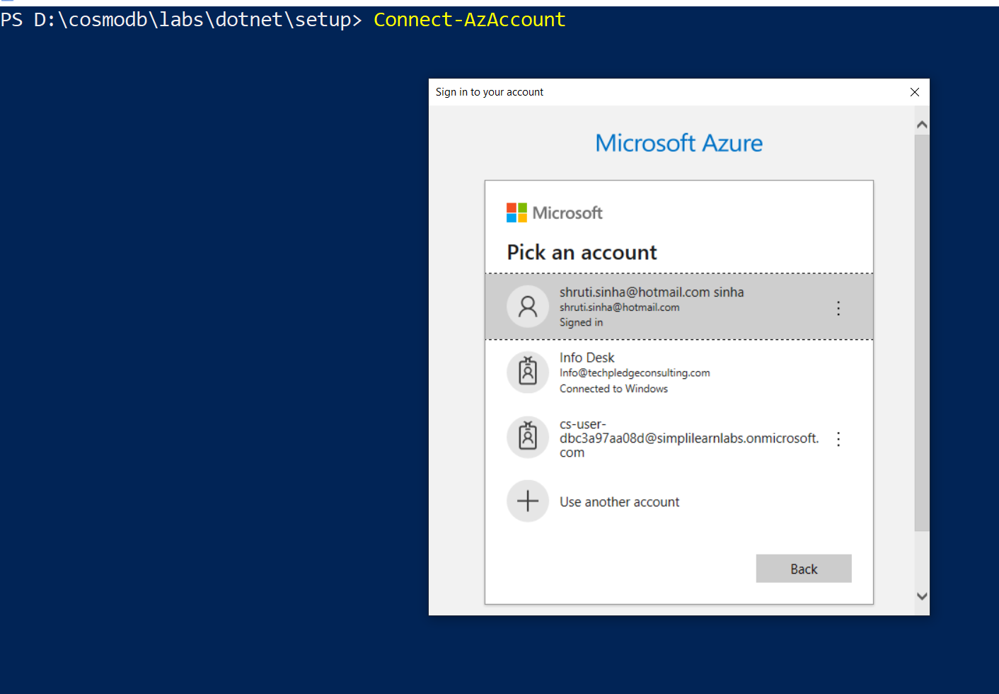 PS D:\cosmodb\labs\dotnet\setup> Connect-AzAccount
Sign in to your account
Microsoft Azure
Microsoft
Pick an account
shruti.sinha@hotmail.com sinha
shruti.sinha@hotmail.com
Signed in
Info Desk
Info@techpledgeconsulting.com
Connected to Windows
cs-user-
dbc3a97aa08d@simplilearnlabs.onmicrosoft.
com
Use another account
Back